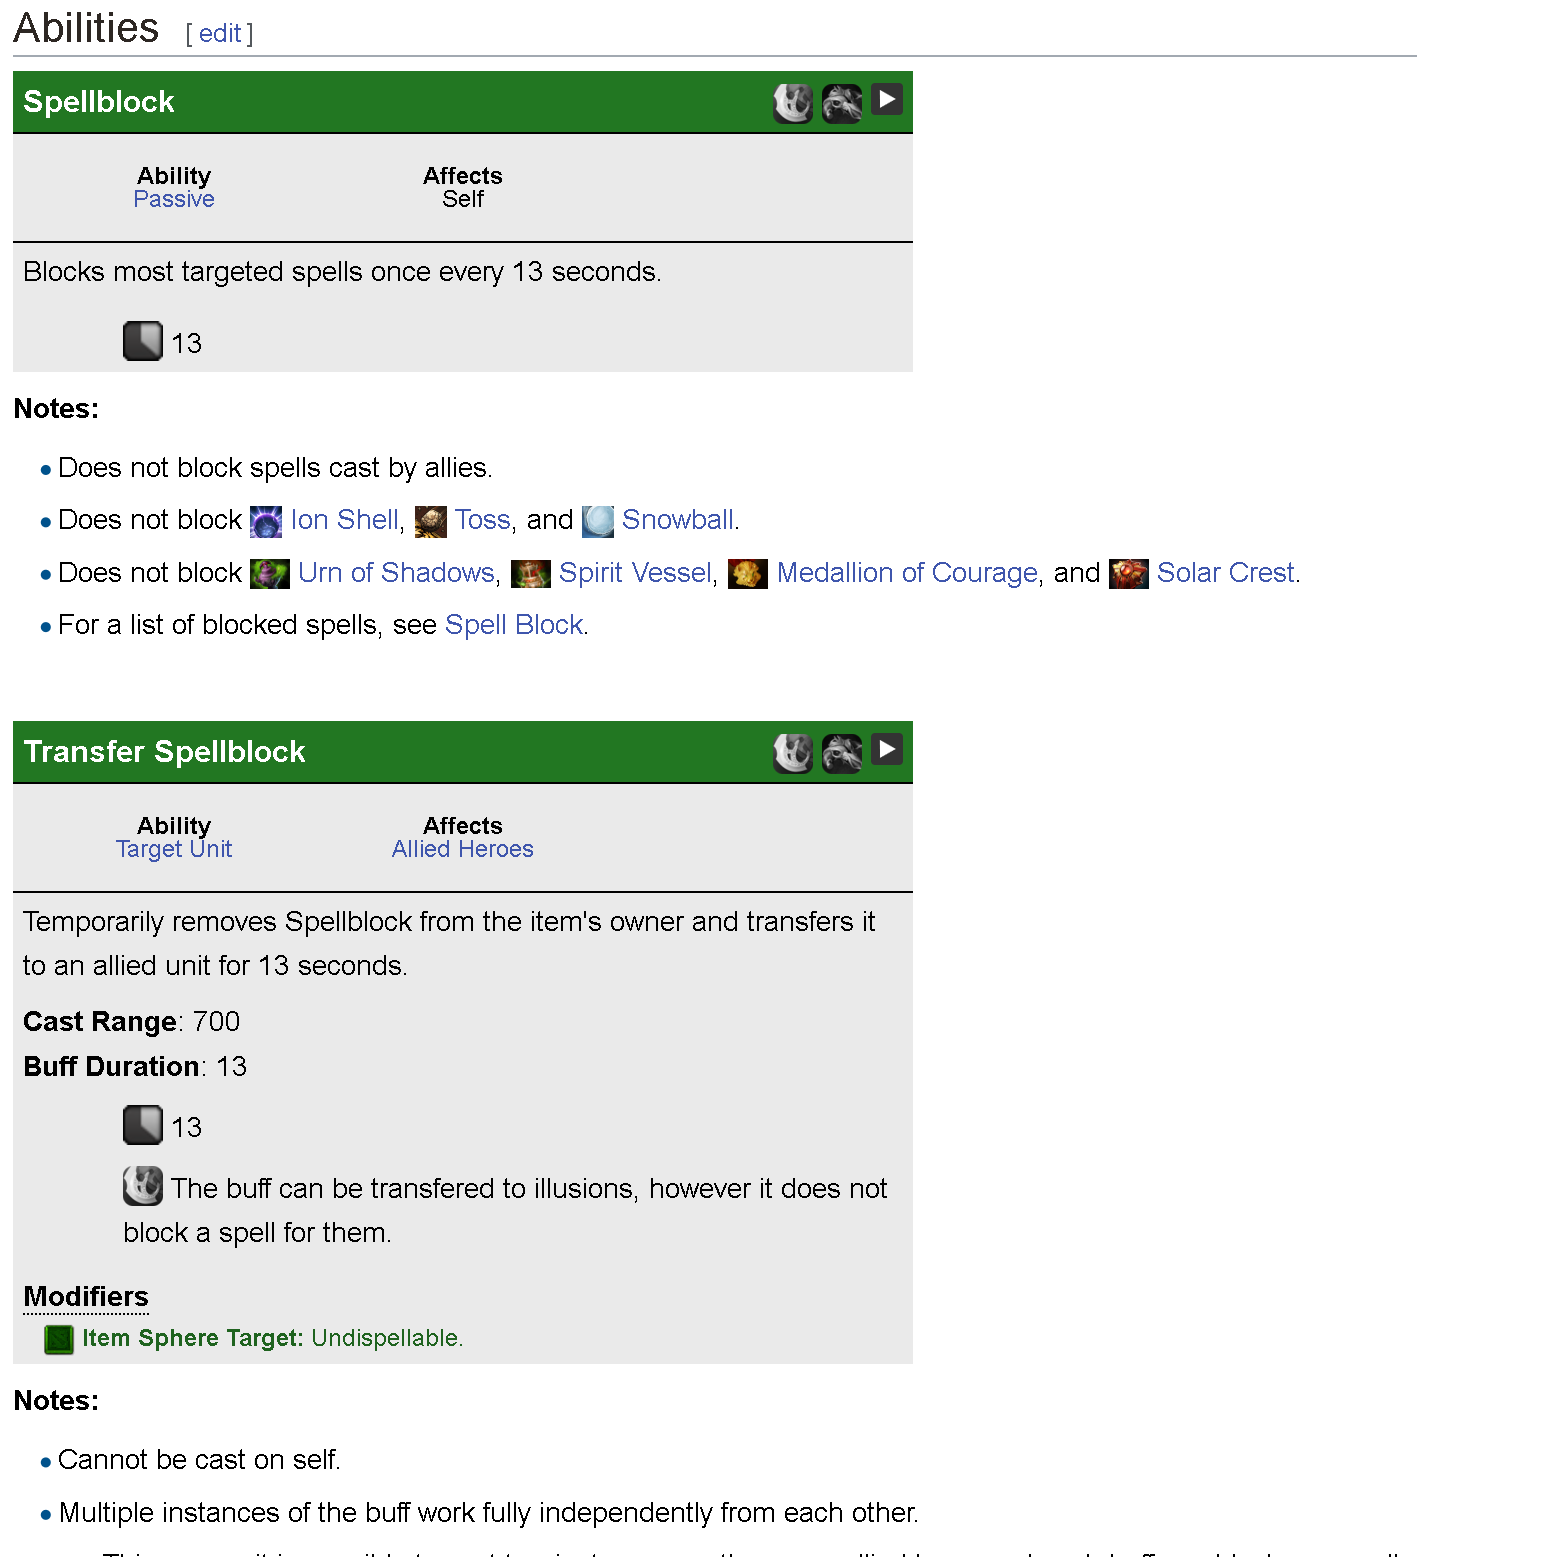 Abilities [ edit ]
Spellblock
Ability Affects
Passive Self
Blocks most targeted spells once every 13 seconds.
13
Notes:
Does not block spells cast by allies.
Does not block Ion Shell, Toss, and Snowball.
Does not block Urn of Shadows, Spirit Vessel, Medallion of Courage, and Solar Crest.
For a list of blocked spells, see Spell Block.
Transfer Spellblock
Ability Affects
Target Unit Allied Heroes
Temporarily removes Spellblock from the item's owner and transfers it
to an allied unit for 13 seconds.
Cast Range: 700
Buff Duration: 13
13
The buff can be transfered to illusions, however it does not
block a spell for them.
Modifiers
Item Sphere Target: Undispellable.
Notes:
Cannot be cast on self.
Multiple instances of the buff work fully independently from each other.